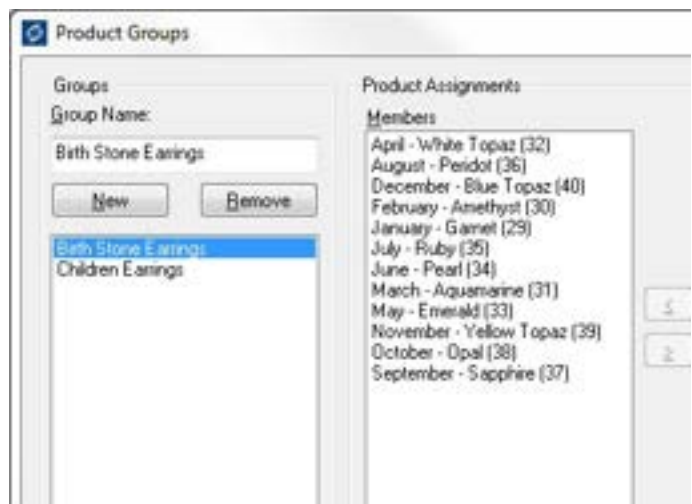 Product Groups
Groups
Group Name:
Birth Stone Earrings
New
Remove
Birth Stone Earrings
Children Earrings
Product Assignments
Members
April - White Topaz (32)
August - Peridot (36)
December - Blue Topaz (40)
February - Amethyst (30)
January - Garnet (29)
July - Ruby (35)
June - Pearl (34)
March - Aquamarine (31)
May - Emerald (33)
November - Yellow Topaz (39)
October - Opal (38)
September - Sapphire (37)
<
>